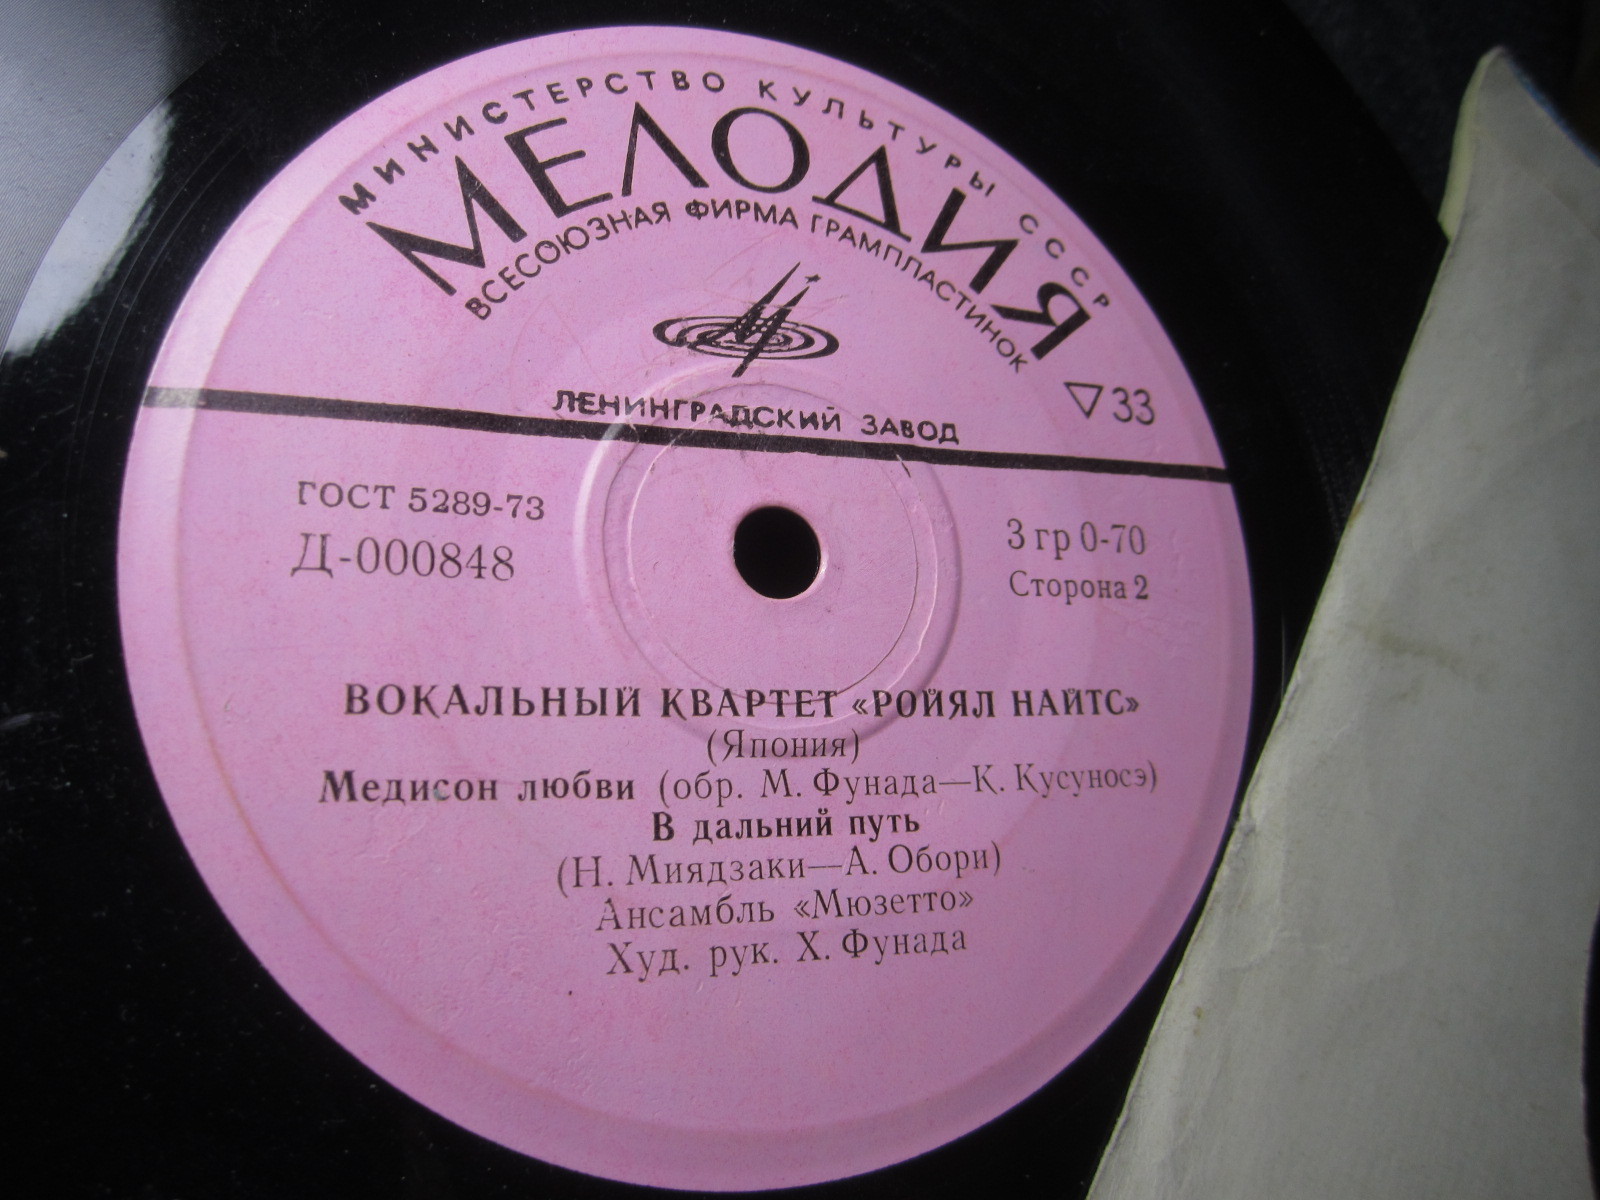 МИНИСТЕРСТВО КУЛЬТУРЫ СССР
МЕЛОДИЯ
ВСЕСОЮЗНАЯ ФИРМА ГРАМПЛАСТИНОК
▽33
ЛЕНИНГРАДСКИЙ ЗАВОД
ГОСТ 5289-73
Д-000848
3 гр 0-70
Сторона 2
ВОКАЛЬНЫЙ КВАРТЕТ «РОЙЯЛ НАЙТС»
(Япония)
Медисон любви (обр. М. Фунада—К. Кусуносэ)
В дальний путь
(Н. Миядзаки—А. Обори)
Ансамбль «Мюзетто»
Худ. рук. Х. Фунада